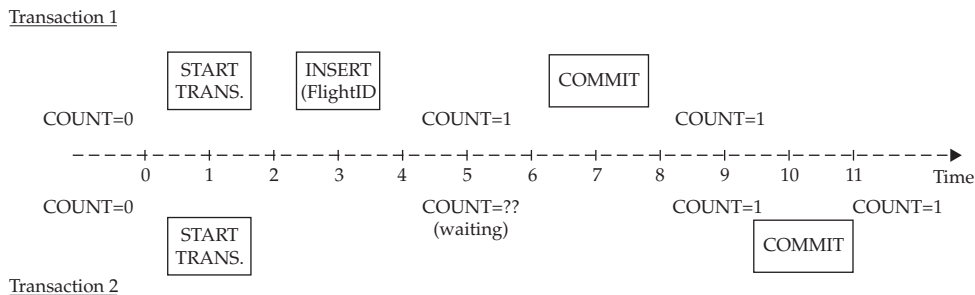 Transaction 1
START
TRANS.
INSERT
(FlightID
COMMIT
COUNT=0
COUNT=1
COUNT=1
0 1 2 3 4 5 6 7 8 9 10 11 Time
COUNT=0
COUNT=??
(waiting)
COUNT=1
COUNT=1
START
TRANS.
COMMIT
Transaction 2